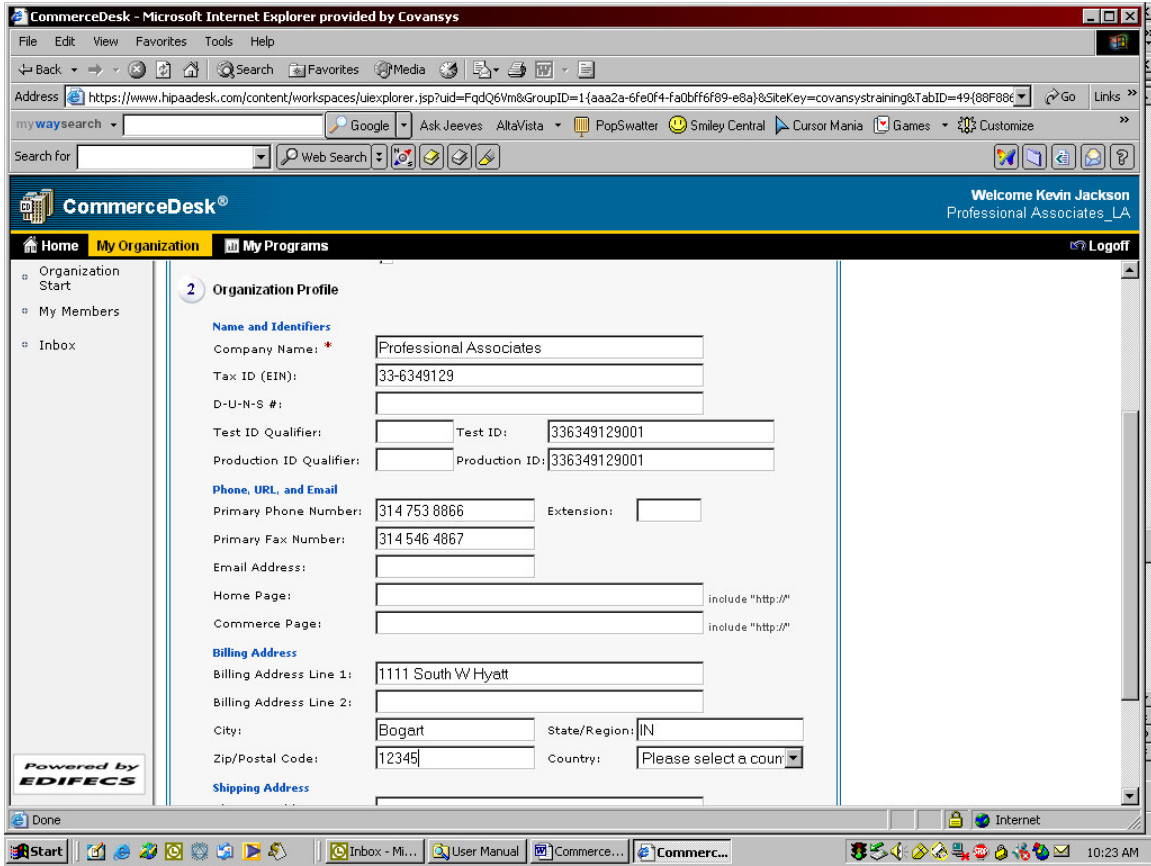 CommerceDesk - Microsoft Internet Explorer provided by Covansys
File Edit View Favorites Tools Help
Back Search Favorites Media
Address https://www.hipaadesk.com/content/workspaces/uiexplorer.jsp?uid=FqdQ6Vm&GroupID=1{aaa2a-6fe0f4-fa0bff6f89-e8a}&SiteKey=covansystraining&TabID=49{88F886 Go Links »
mywaysearch Google Ask Jeeves AltaVista PopSwatter Smiley Central Cursor Mania Games Customize »
Search for Web Search
CommerceDesk®
Welcome Kevin Jackson
Professional Associates_LA
Home My Organization My Programs Logoff
Organization Start
My Members
Inbox
2 Organization Profile
Name and Identifiers
Company Name: * Professional Associates
Tax ID (EIN): 33-6349129
D-U-N-S #:
Test ID Qualifier: Test ID: 336349129001
Production ID Qualifier: Production ID: 336349129001
Phone, URL, and Email
Primary Phone Number: 314 753 8866 Extension:
Primary Fax Number: 314 546 4867
Email Address:
Home Page: include "http://"
Commerce Page: include "http://"
Billing Address
Billing Address Line 1: 1111 South W Hyatt
Billing Address Line 2:
City: Bogart State/Region: IN
Zip/Postal Code: 12345 Country: Please select a coun
Shipping Address
Powered by
EDIFECS
Done Internet
Start Inbox - Mi... User Manual Commerce... Commerc... 10:23 AM